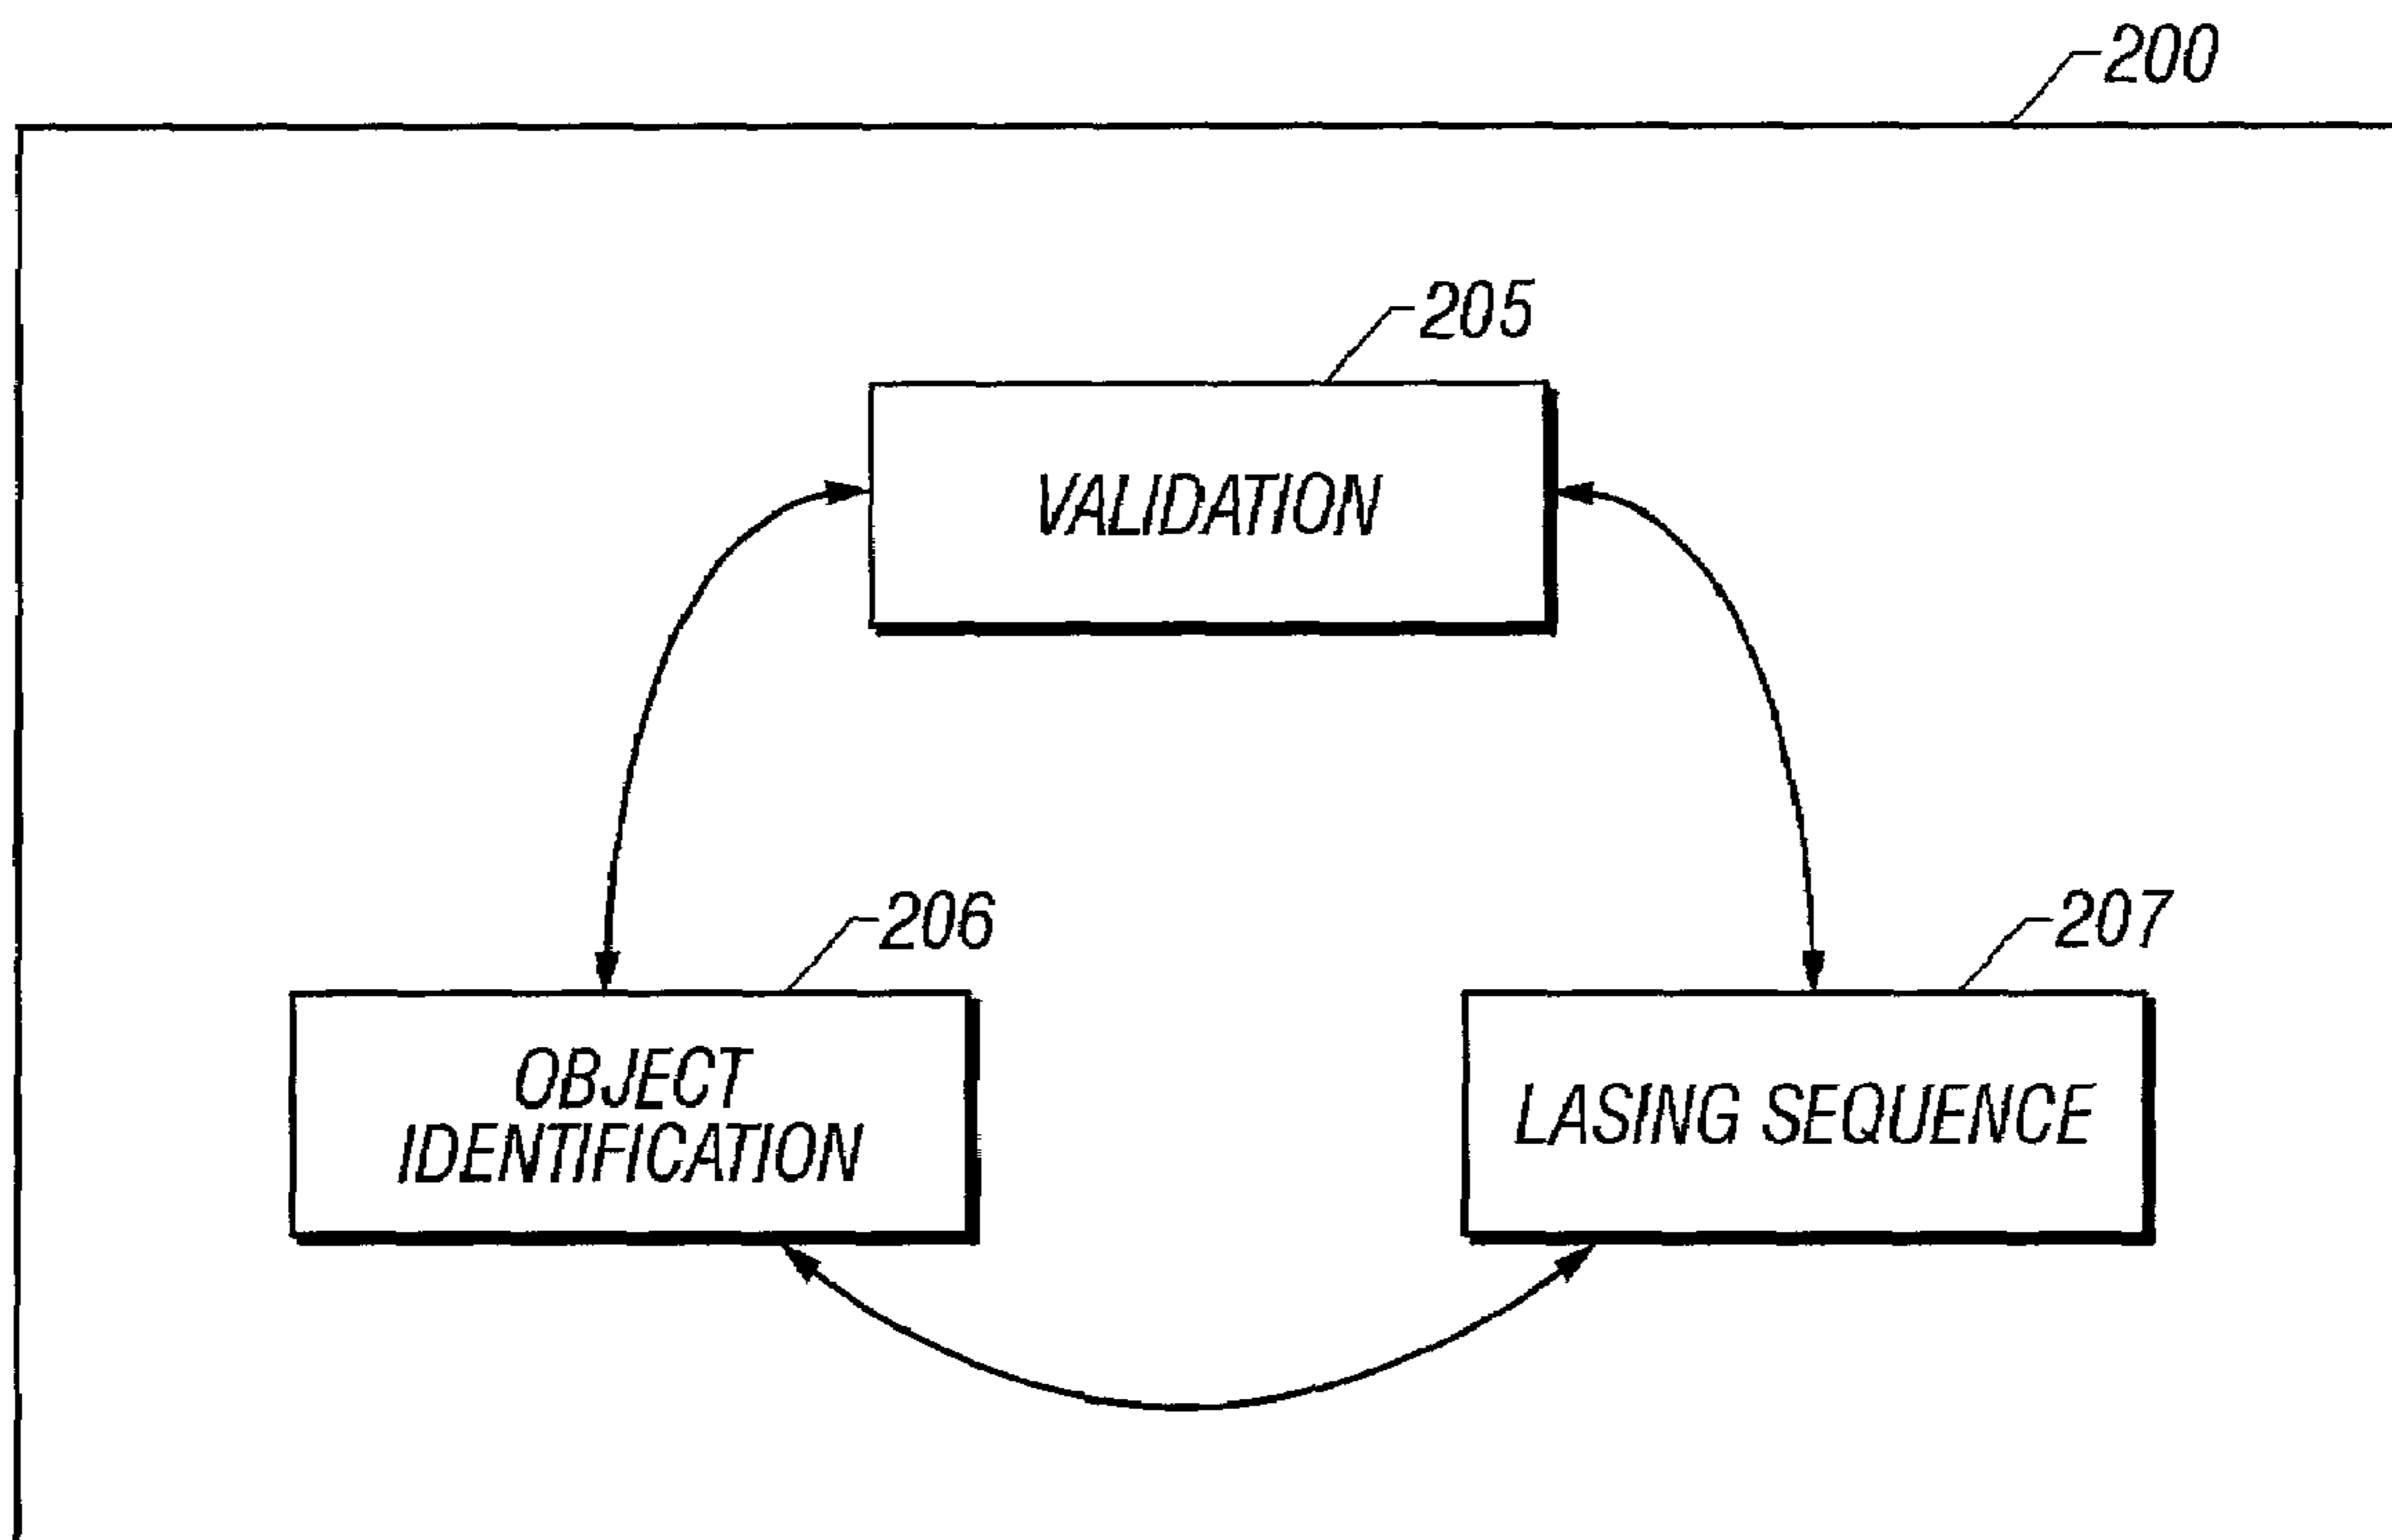 200
205
VALIDATION
206
207
OBJECT
IDENTIFICATION
LASING SEQUENCE